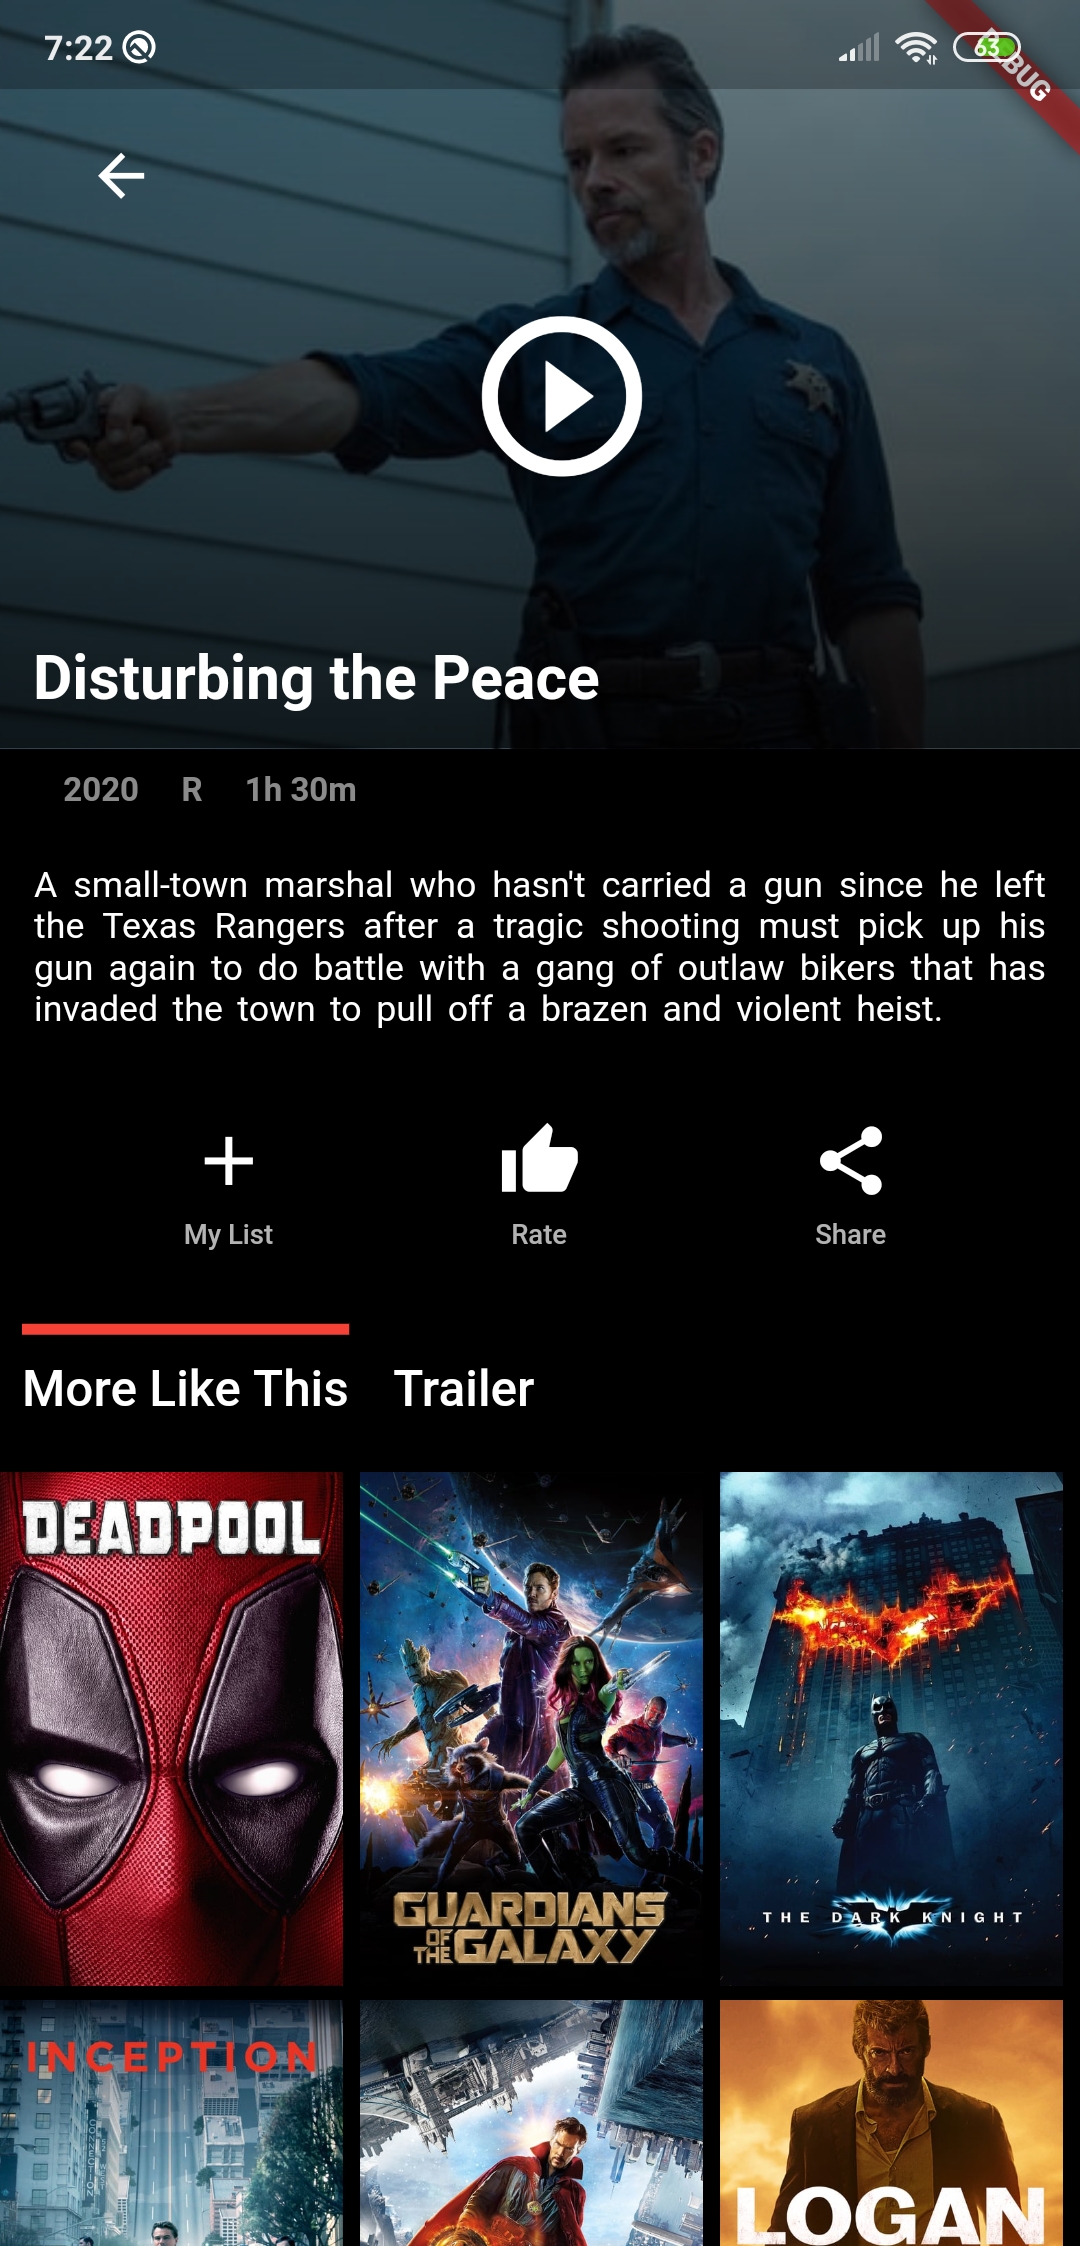 7:22
63
DEBUG
Disturbing the Peace
2020 R 1h 30m
A small-town marshal who hasn't carried a gun since he left
the Texas Rangers after a tragic shooting must pick up his
gun again to do battle with a gang of outlaw bikers that has
invaded the town to pull off a brazen and violent heist.
My List Rate Share
More Like This Trailer
DEADPOOL
GUARDIANS
OF
THE GALAXY
THE DARK KNIGHT
INCEPTION
LOGAN